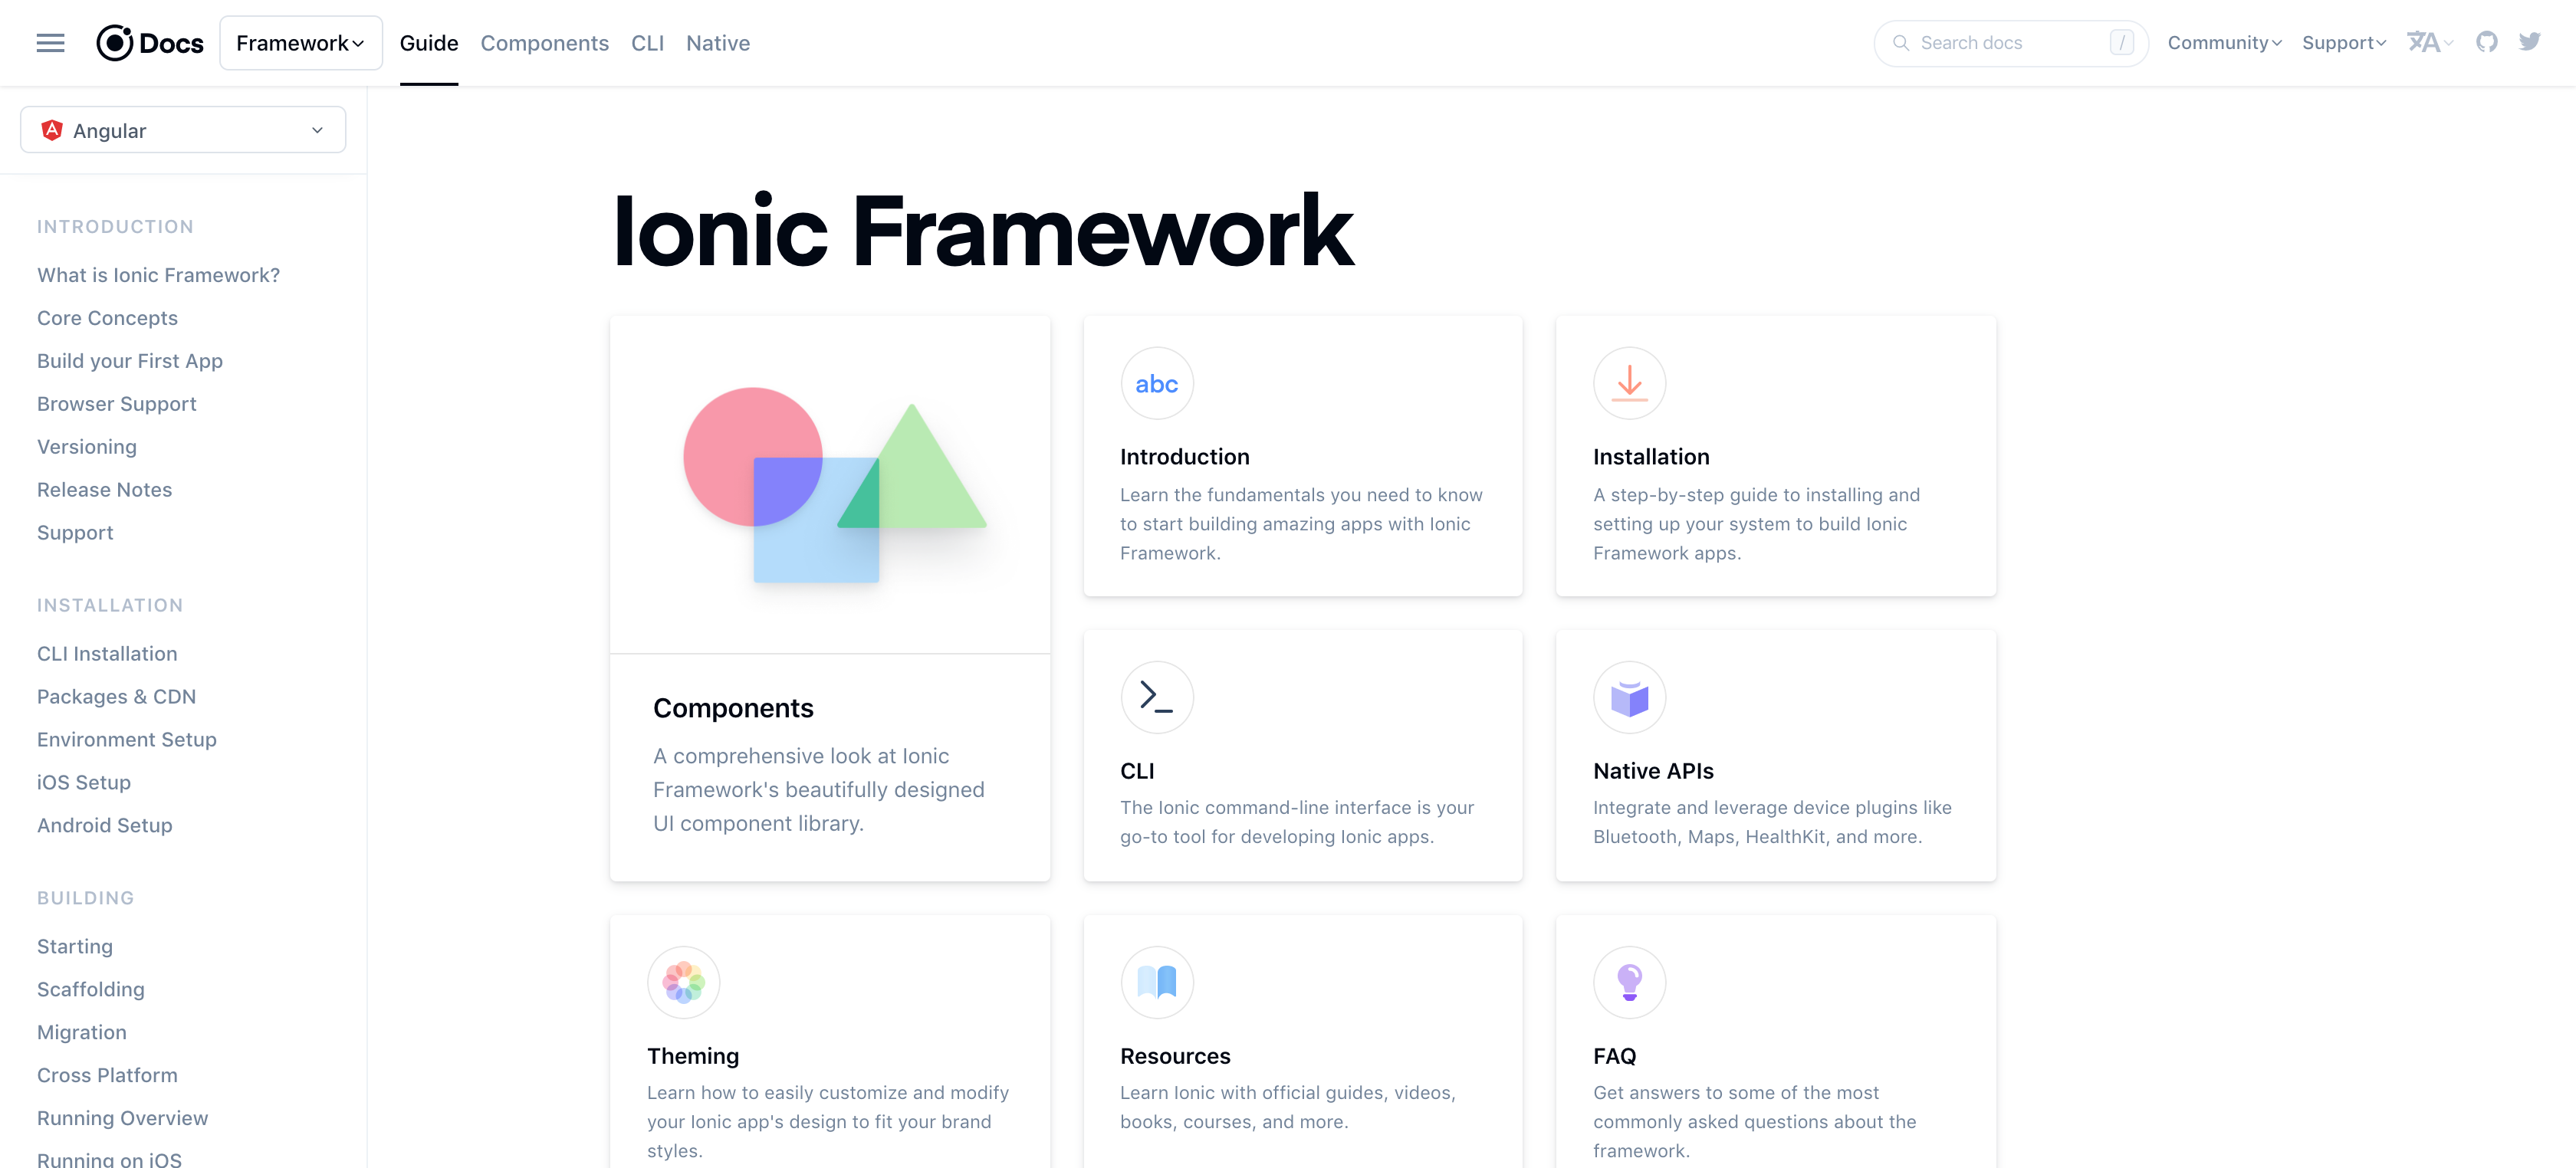 Docs
Framework
Guide
Components
CLI
Native
Search docs
/
Community
Support
文A
Angular
INTRODUCTION
What is Ionic Framework?
Core Concepts
Build your First App
Browser Support
Versioning
Release Notes
Support
INSTALLATION
CLI Installation
Packages & CDN
Environment Setup
iOS Setup
Android Setup
BUILDING
Starting
Scaffolding
Migration
Cross Platform
Running Overview
Running on iOS
Ionic Framework
Components
A comprehensive look at Ionic
Framework's beautifully designed
UI component library.
abc
Introduction
Learn the fundamentals you need to know
to start building amazing apps with Ionic
Framework.
Installation
A step-by-step guide to installing and
setting up your system to build Ionic
Framework apps.
CLI
The Ionic command-line interface is your
go-to tool for developing Ionic apps.
Native APIs
Integrate and leverage device plugins like
Bluetooth, Maps, HealthKit, and more.
Theming
Learn how to easily customize and modify
your Ionic app's design to fit your brand
styles.
Resources
Learn Ionic with official guides, videos,
books, courses, and more.
FAQ
Get answers to some of the most
commonly asked questions about the
framework.